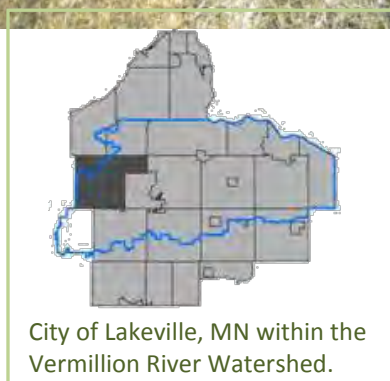 City of Lakeville, MN within the
Vermillion River Watershed.